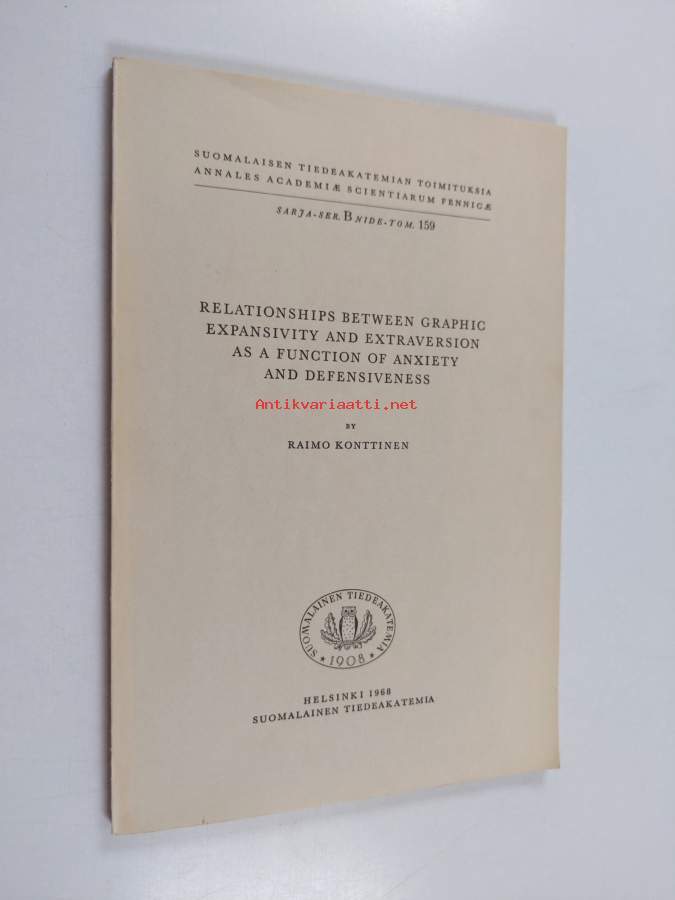 SUOMALAISEN TIEDEAKATEMIAN TOIMITUKSIA
ANNALES ACADEMIÆ SCIENTIARUM FENNICÆ
SARJA-SER. B NIDE-TOM. 159
RELATIONSHIPS BETWEEN GRAPHIC
EXPANSIVITY AND EXTRAVERSION
AS A FUNCTION OF ANXIETY
AND DEFENSIVENESS
Antikvariaatti.net
BY
RAIMO KONTTINEN
SUOMALAINEN TIEDEAKATEMIA
* 1908 *
HELSINKI 1968
SUOMALAINEN TIEDEAKATEMIA